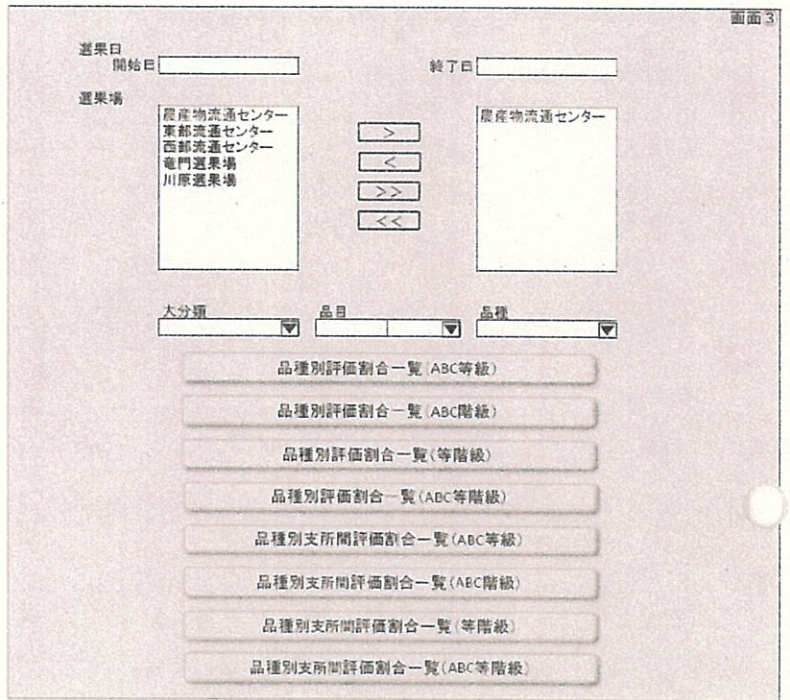 画面3
選果日
開始日
終了日
選果場
農産物流通センター
東部流通センター
西部流通センター
竜門選果場
川原選果場
>
<
>>
<<
農産物流通センター
大分類
品目
品種
品種別評価割合一覧(ABC等級)
品種別評価割合一覧(ABC階級)
品種別評価割合一覧(等階級)
品種別評価割合一覧(ABC等階級)
品種別支所間評価割合一覧(ABC等級)
品種別支所間評価割合一覧(ABC階級)
品種別支所間評価割合一覧(等階級)
品種別支所間評価割合一覧(ABC等階級)